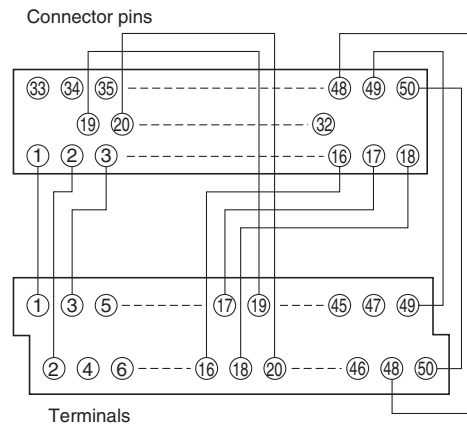 Connector pins
33 34 35 48 49 50
19 20 32
1 2 3 16 17 18
1 3 5 17 19 45 47 49
2 4 6 16 18 20 46 48 50
Terminals